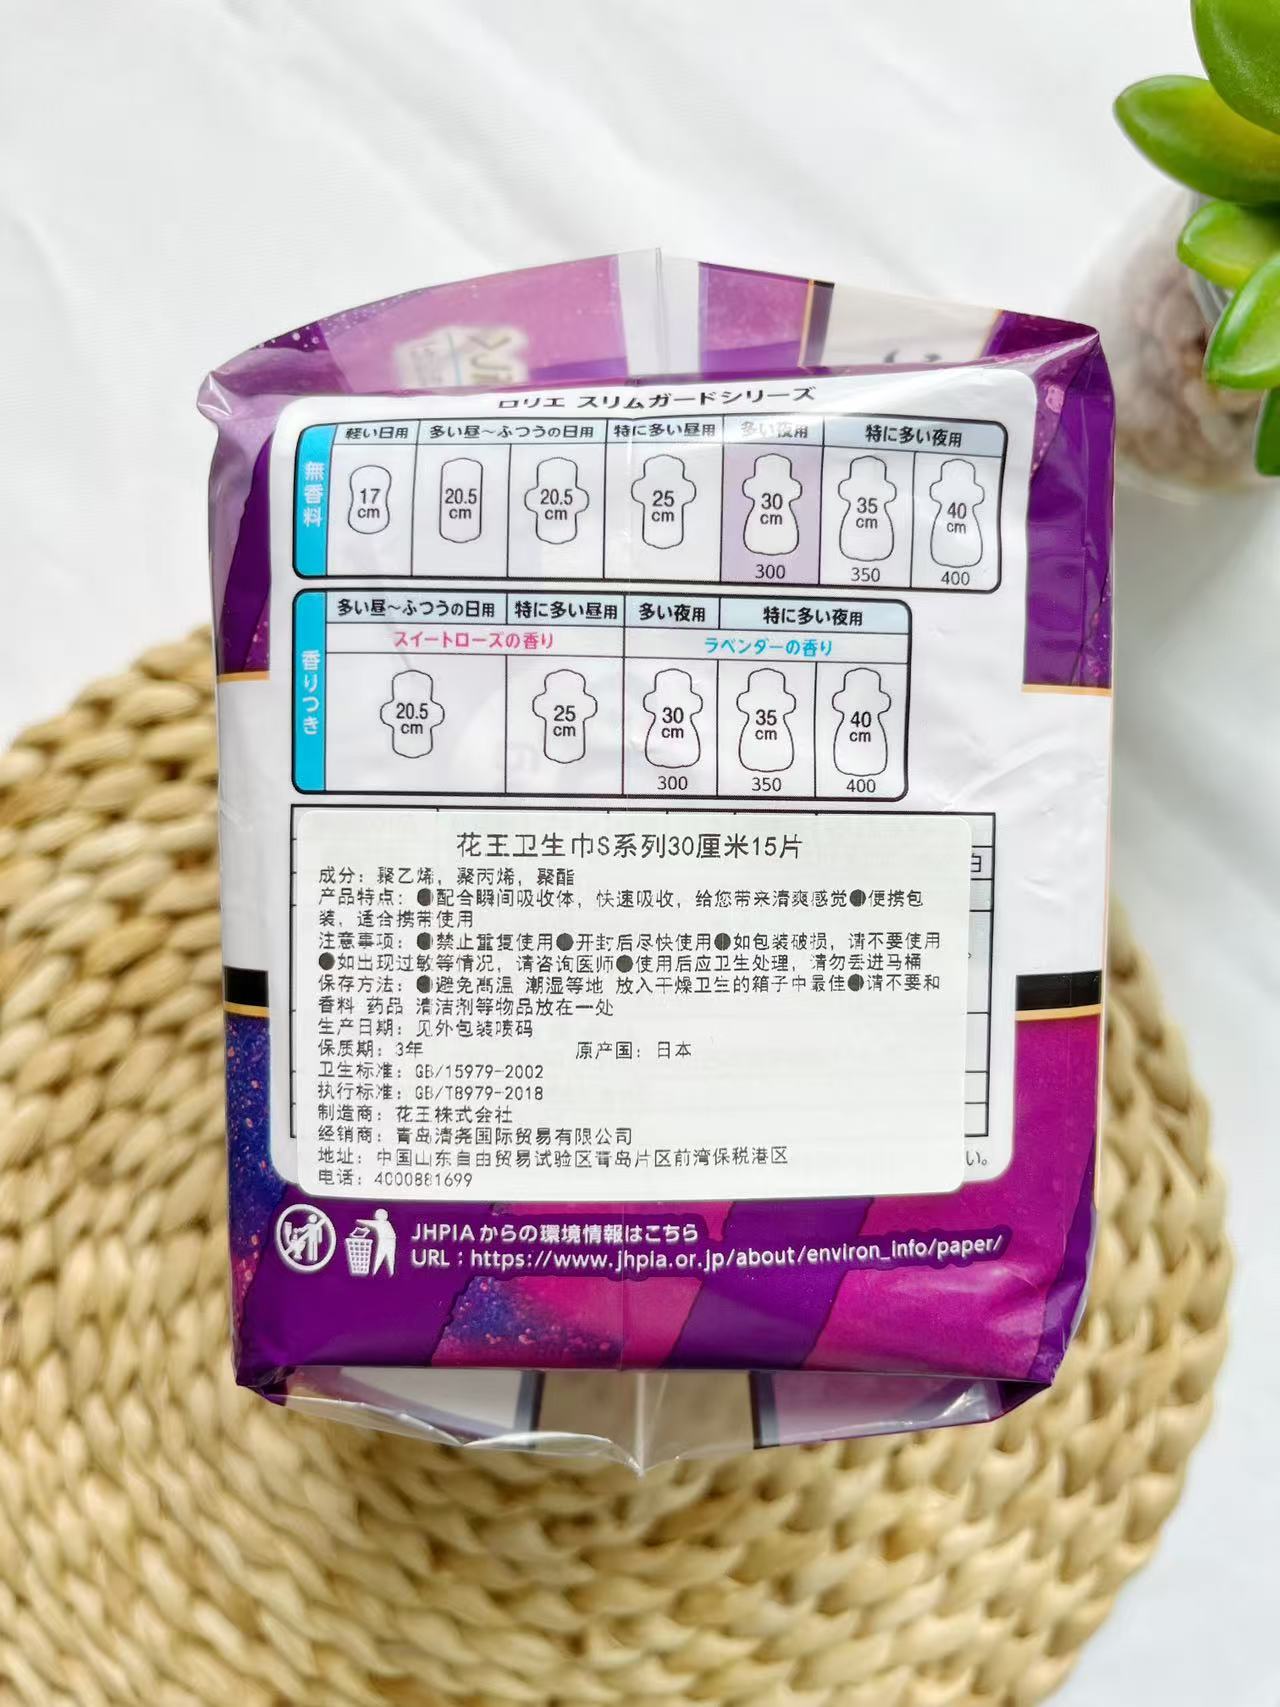 ロリエ スリムガードシリーズ
無香料
軽い日用 多い昼～ふつうの日用 特に多い昼用 多い夜用 特に多い夜用
17 cm 20.5 cm 20.5 cm 25 cm 30 cm 35 cm 40 cm
300 350 400
香りつき
多い昼～ふつうの日用 特に多い昼用 多い夜用 特に多い夜用
スイートローズの香り ラベンダーの香り
20.5 cm 25 cm 30 cm 35 cm 40 cm
300 350 400
花王卫生巾S系列30厘米15片
成分：聚乙烯，聚丙烯，聚酯
产品特点：●配合瞬间吸收体，快速吸收，给您带来清爽感觉●便携包
装，适合携带使用
注意事项：●禁止重复使用●开封后尽快使用●如包装破损，请不要使用
●如出现过敏等情况，请咨询医师●使用后应卫生处理，请勿丢进马桶
保存方法：●避免高温 潮湿等地 放入干燥卫生的箱子中最佳●请不要和
香料 药品 清洁剂等物品放在一处
生产日期：见外包装喷码
保质期：3年 原产国：日本
卫生标准：GB/15979-2002
执行标准：GB/T8979-2018
制造商：花王株式会社
经销商：青岛清尧国际贸易有限公司
地址：中国山东自由贸易试验区青岛片区前湾保税港区
电话：4000881699
い。
JHPIAからの環境情報はこちら
URL：https://www.jhpia.or.jp/about/environ_info/paper/